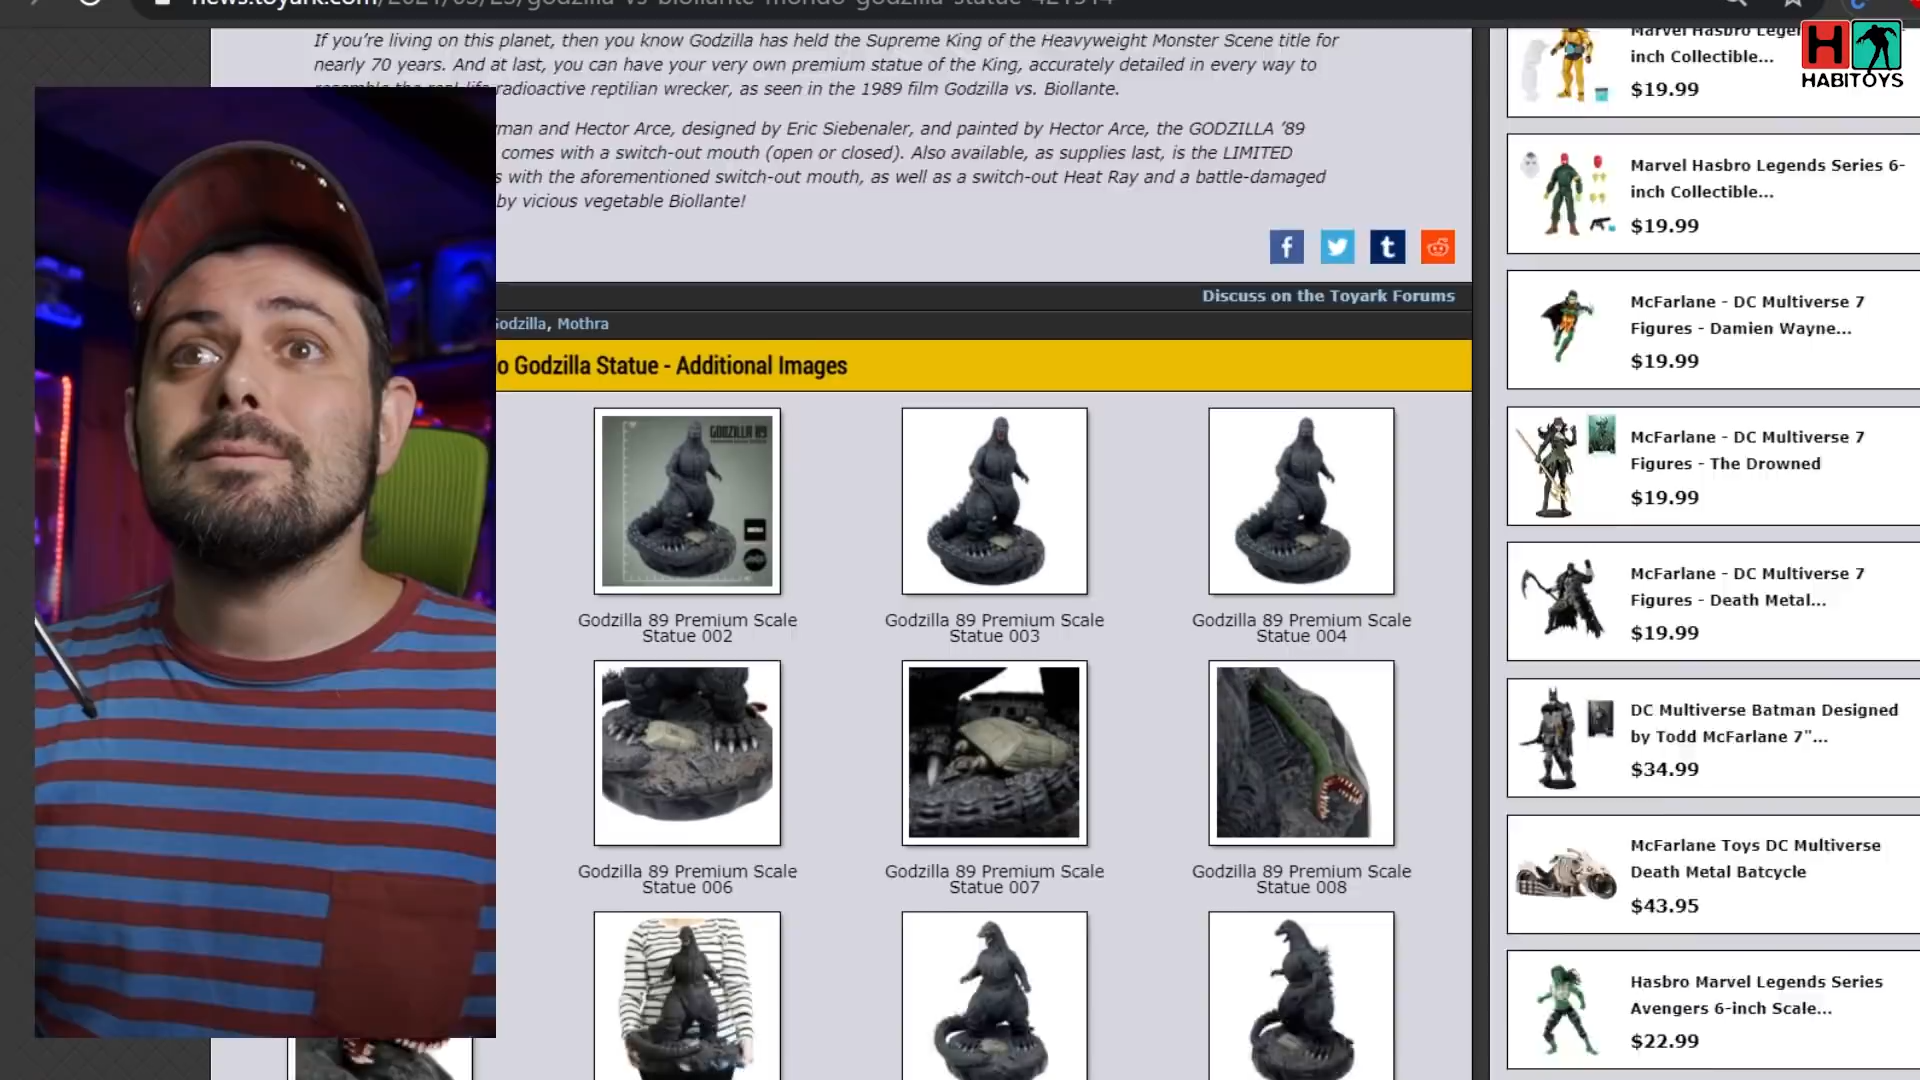 If you're living on this planet, then you know Godzilla has held the Supreme King of the Heavyweight Monster Scene title for
nearly 70 years. And at last, you can have your very own premium statue of the King, accurately detailed in every way to
radioactive reptilian wrecker, as seen in the 1989 film Godzilla vs. Biollante.
man and Hector Arce, designed by Eric Siebenaler, and painted by Hector Arce, the GODZILLA '89
comes with a switch-out mouth (open or closed). Also available, as supplies last, is the LIMITED
s with the aforementioned switch-out mouth, as well as a switch-out Heat Ray and a battle-damaged
by vicious vegetable Biollante!
f
t
Discuss on the Toyark Forums
Godzilla, Mothra
o Godzilla Statue - Additional Images
GODZILLA 89
Godzilla 89 Premium Scale
Statue 002
Godzilla 89 Premium Scale
Statue 003
Godzilla 89 Premium Scale
Statue 004
Godzilla 89 Premium Scale
Statue 006
Godzilla 89 Premium Scale
Statue 007
Godzilla 89 Premium Scale
Statue 008
H
HABITOYS
Marvel Hasbro Legen
inch Collectible...
$19.99
Marvel Hasbro Legends Series 6-
inch Collectible...
$19.99
McFarlane - DC Multiverse 7
Figures - Damien Wayne...
$19.99
McFarlane - DC Multiverse 7
Figures - The Drowned
$19.99
McFarlane - DC Multiverse 7
Figures - Death Metal...
$19.99
DC Multiverse Batman Designed
by Todd McFarlane 7"...
$34.99
McFarlane Toys DC Multiverse
Death Metal Batcycle
$43.95
Hasbro Marvel Legends Series
Avengers 6-inch Scale...
$22.99